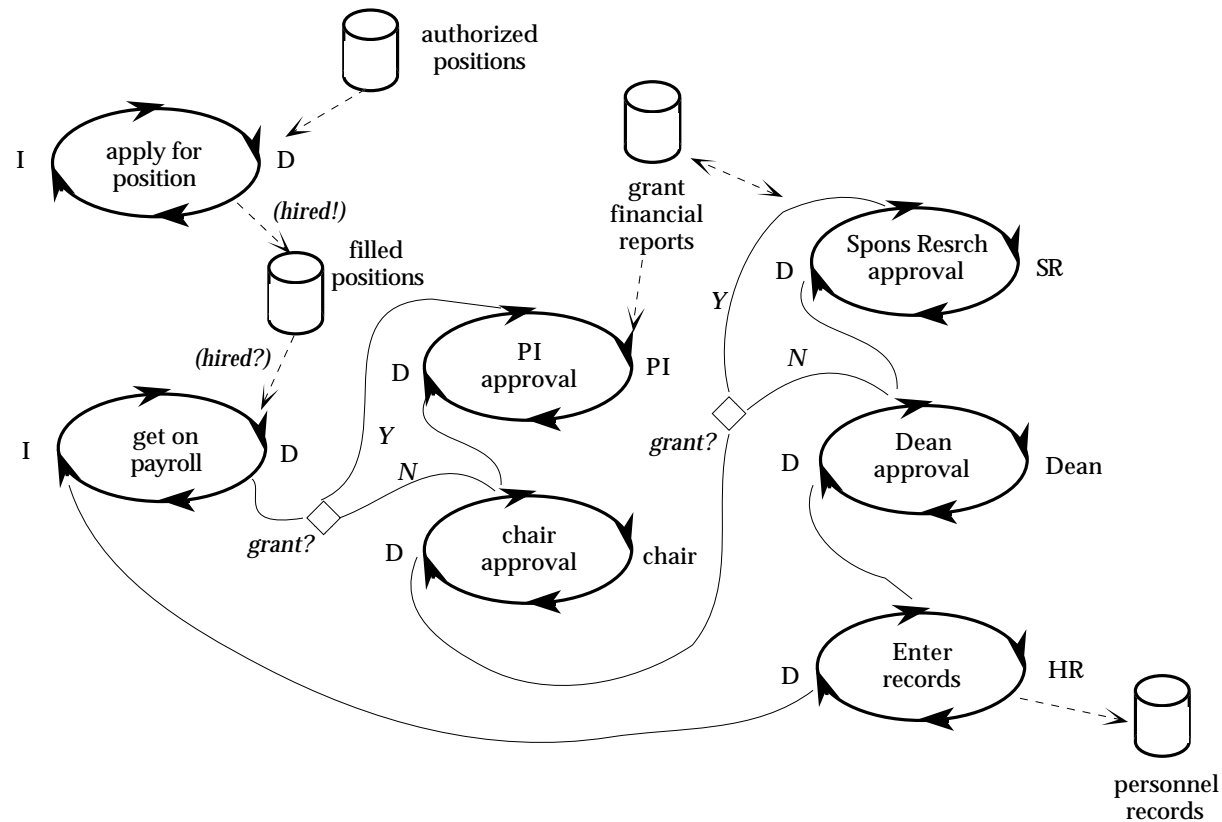 authorized
positions
I
apply for
position
D
(hired!)
filled
positions
(hired?)
I
get on
payroll
D
grant?
Y
N
D
PI
approval
PI
D
chair
approval
chair
grant
financial
reports
Y
N
grant?
D
Spons Resrch
approval
SR
D
Dean
approval
Dean
D
Enter
records
HR
personnel
records